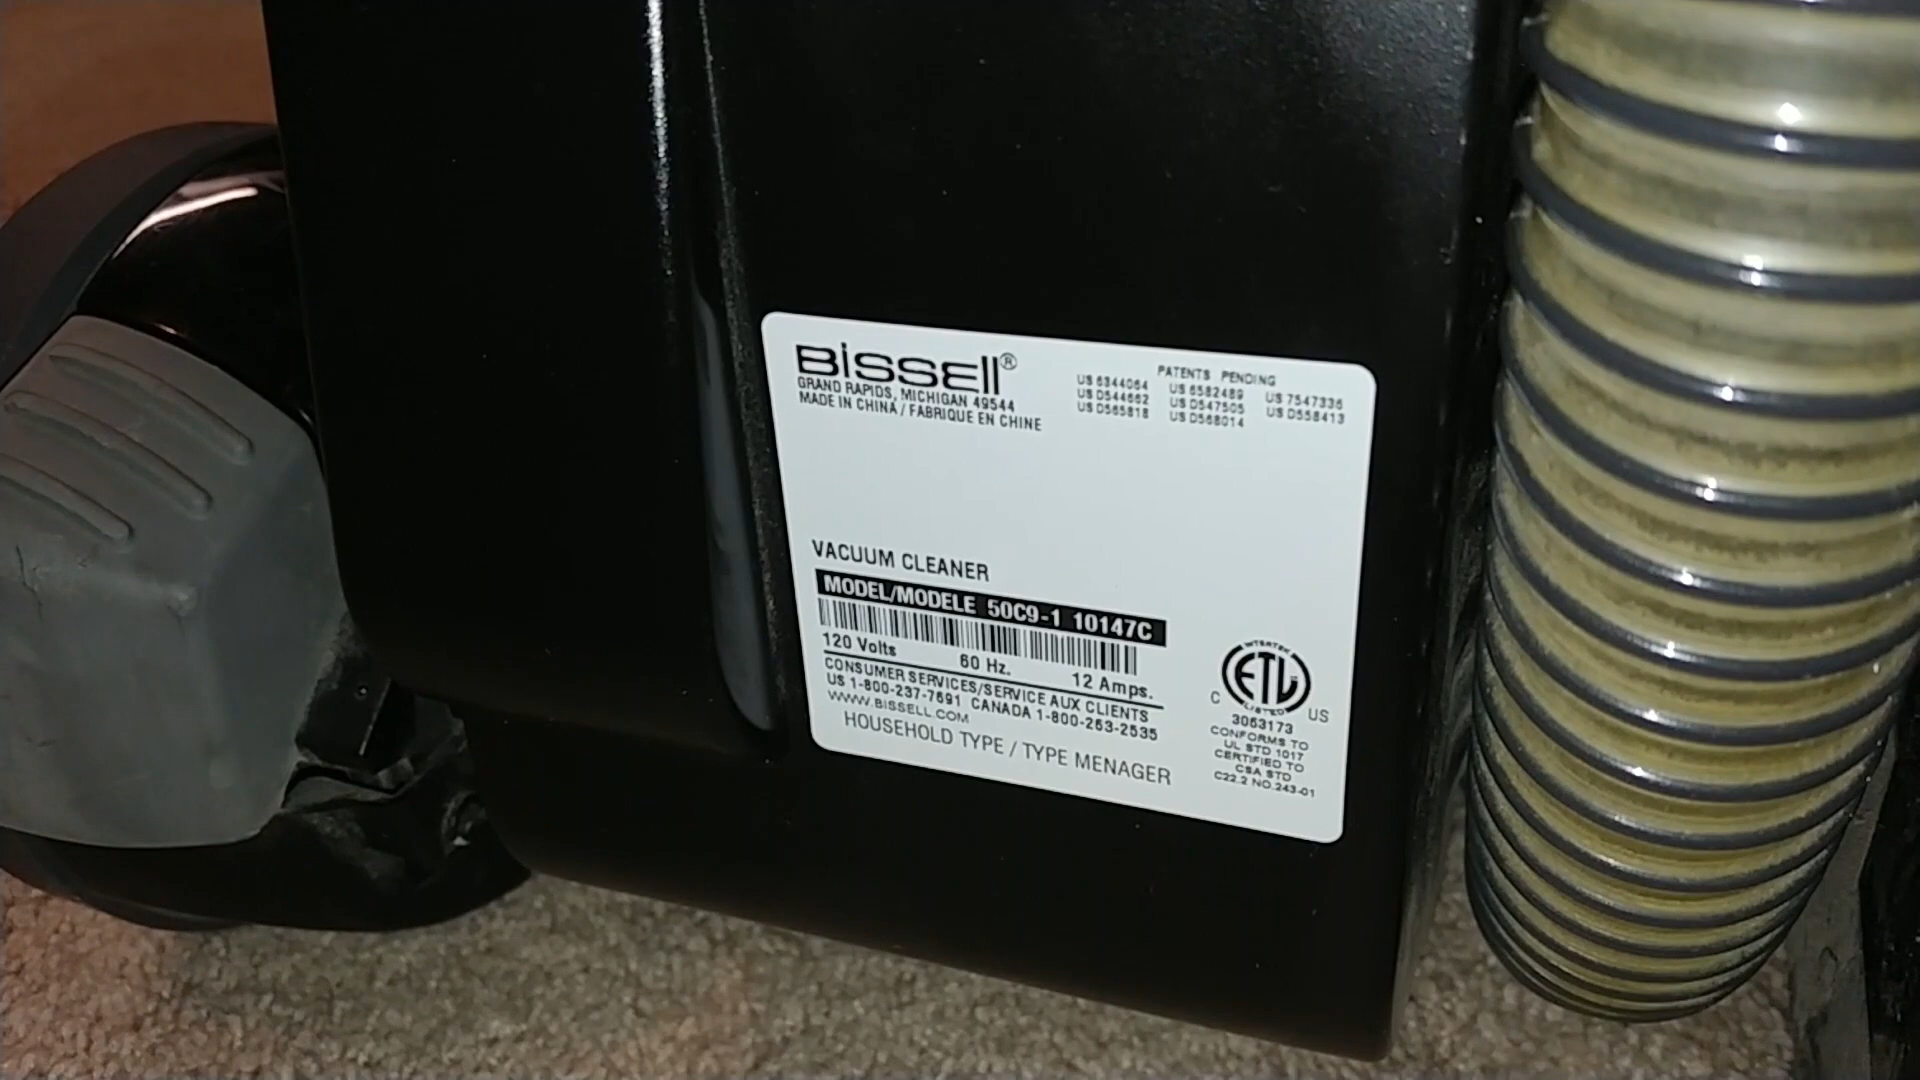 BISSELL®
GRAND RAPIDS, MICHIGAN 49544
MADE IN CHINA / FABRIQUE EN CHINE
PATENTS PENDING
US 6344064 US 6582489 US 7547336
US D544662 US D547505 US D558413
US D565818 US D568014
VACUUM CLEANER
MODEL/MODELE 50C9-1 10147C
120 Volts 60 Hz. 12 Amps.
CONSUMER SERVICES/SERVICE AUX CLIENTS
US 1-800-237-7691 CANADA 1-800-263-2535
WWW.BISSELL.COM
HOUSEHOLD TYPE / TYPE MENAGER
INTERTEK
ETL
LISTED
C US
3063173
CONFORMS TO
UL STD 1017
CERTIFIED TO
CSA STD
C22.2 NO.243-01